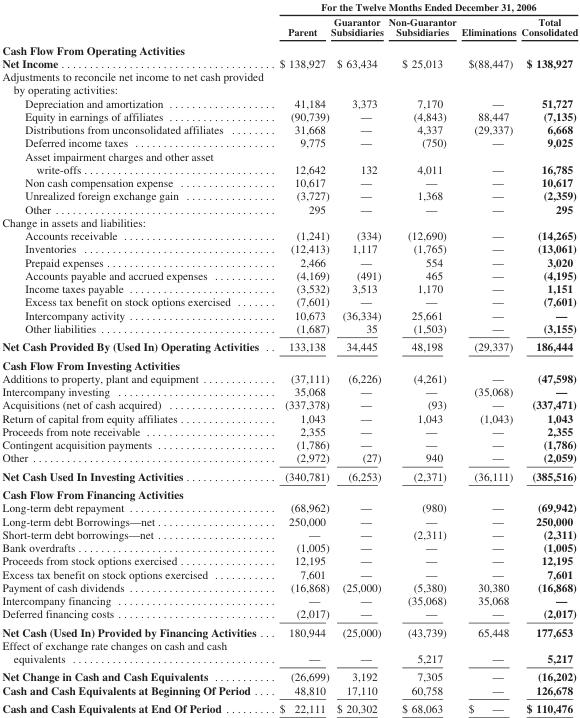 For the Twelve Months Ended December 31, 2006
Parent Guarantor Subsidiaries Non-Guarantor Subsidiaries Eliminations Total Consolidated
Cash Flow From Operating Activities
Net Income . . . . . $ 138,927 $ 63,434 $ 25,013 $(88,447) $ 138,927
Adjustments to reconcile net income to net cash provided
by operating activities:
Depreciation and amortization . . . . . 41,184 3,373 7,170 — 51,727
Equity in earnings of affiliates . . . . . (90,739) — (4,843) 88,447 (7,135)
Distributions from unconsolidated affiliates . . . . . 31,668 — 4,337 (29,337) 6,668
Deferred income taxes . . . . . 9,775 — (750) — 9,025
Asset impairment charges and other asset
write-offs . . . . . 12,642 132 4,011 — 16,785
Non cash compensation expense . . . . . 10,617 — — — 10,617
Unrealized foreign exchange gain . . . . . (3,727) — 1,368 — (2,359)
Other . . . . . 295 — — — 295
Change in assets and liabilities:
Accounts receivable . . . . . (1,241) (334) (12,690) — (14,265)
Inventories . . . . . (12,413) 1,117 (1,765) — (13,061)
Prepaid expenses . . . . . 2,466 — 554 — 3,020
Accounts payable and accrued expenses . . . . . (4,169) (491) 465 — (4,195)
Income taxes payable . . . . . (3,532) 3,513 1,170 — 1,151
Excess tax benefit on stock options exercised . . . . . (7,601) — — — (7,601)
Intercompany activity . . . . . 10,673 (36,334) 25,661 — —
Other liabilities . . . . . (1,687) 35 (1,503) — (3,155)
Net Cash Provided By (Used In) Operating Activities . . 133,138 34,445 48,198 (29,337) 186,444
Cash Flow From Investing Activities
Additions to property, plant and equipment . . . . . (37,111) (6,226) (4,261) — (47,598)
Intercompany investing . . . . . 35,068 — — (35,068) —
Acquisitions (net of cash acquired) . . . . . (337,378) — (93) — (337,471)
Return of capital from equity affiliates . . . . . 1,043 — 1,043 (1,043) 1,043
Proceeds from note receivable . . . . . 2,355 — — — 2,355
Contingent acquisition payments . . . . . (1,786) — — — (1,786)
Other . . . . . (2,972) (27) 940 — (2,059)
Net Cash Used In Investing Activities . . . . . (340,781) (6,253) (2,371) (36,111) (385,516)
Cash Flow From Financing Activities
Long-term debt repayment . . . . . (68,962) — (980) — (69,942)
Long-term debt Borrowings—net . . . . . 250,000 — — — 250,000
Short-term debt borrowings—net . . . . . — — (2,311) — (2,311)
Bank overdrafts . . . . . (1,005) — — — (1,005)
Proceeds from stock options exercised . . . . . 12,195 — — — 12,195
Excess tax benefit on stock options exercised . . . . . 7,601 — — — 7,601
Payment of cash dividends . . . . . (16,868) (25,000) (5,380) 30,380 (16,868)
Intercompany financing . . . . . — — (35,068) 35,068 —
Deferred financing costs . . . . . (2,017) — — — (2,017)
Net Cash (Used In) Provided by Financing Activities . . . 180,944 (25,000) (43,739) 65,448 177,653
Effect of exchange rate changes on cash and cash
equivalents . . . . . — — 5,217 — 5,217
Net Change in Cash and Cash Equivalents . . . . . (26,699) 3,192 7,305 — (16,202)
Cash and Cash Equivalents at Beginning Of Period . . . . 48,810 17,110 60,758 — 126,678
Cash and Cash Equivalents at End Of Period . . . . . $ 22,111 $ 20,302 $ 68,063 $ — $ 110,476